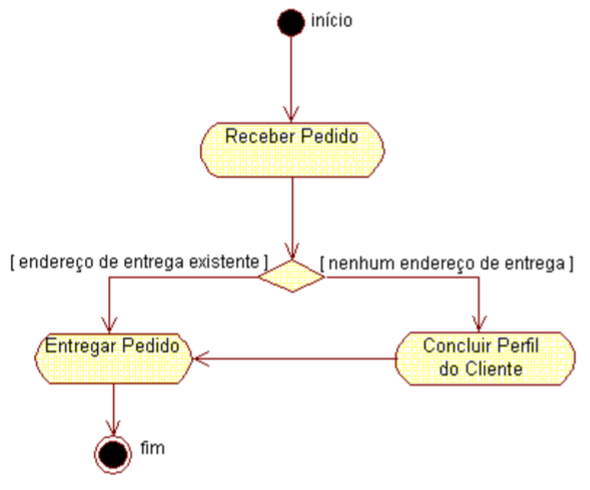 início
Receber Pedido
[ endereço de entrega existente ]
[ nenhum endereço de entrega ]
Entregar Pedido
Concluir Perfil
do Cliente
fim